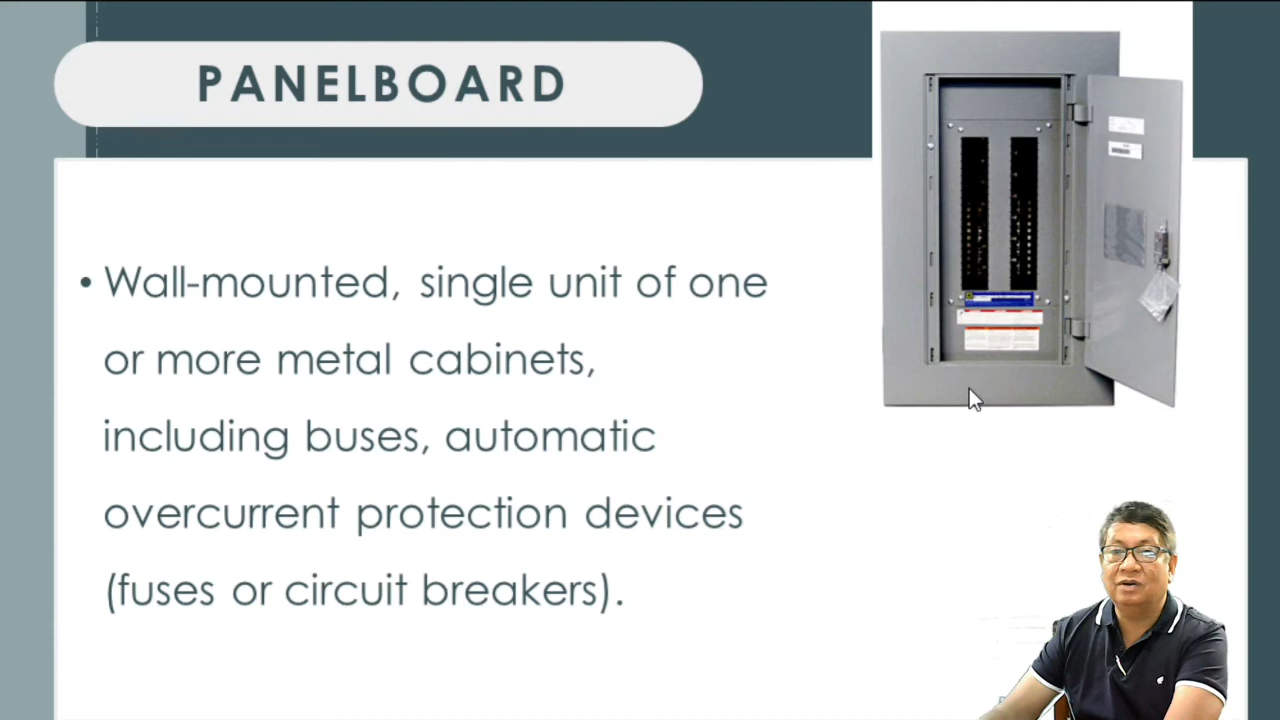 PANELBOARD
• Wall-mounted, single unit of one
or more metal cabinets,
including buses, automatic
overcurrent protection devices
(fuses or circuit breakers).